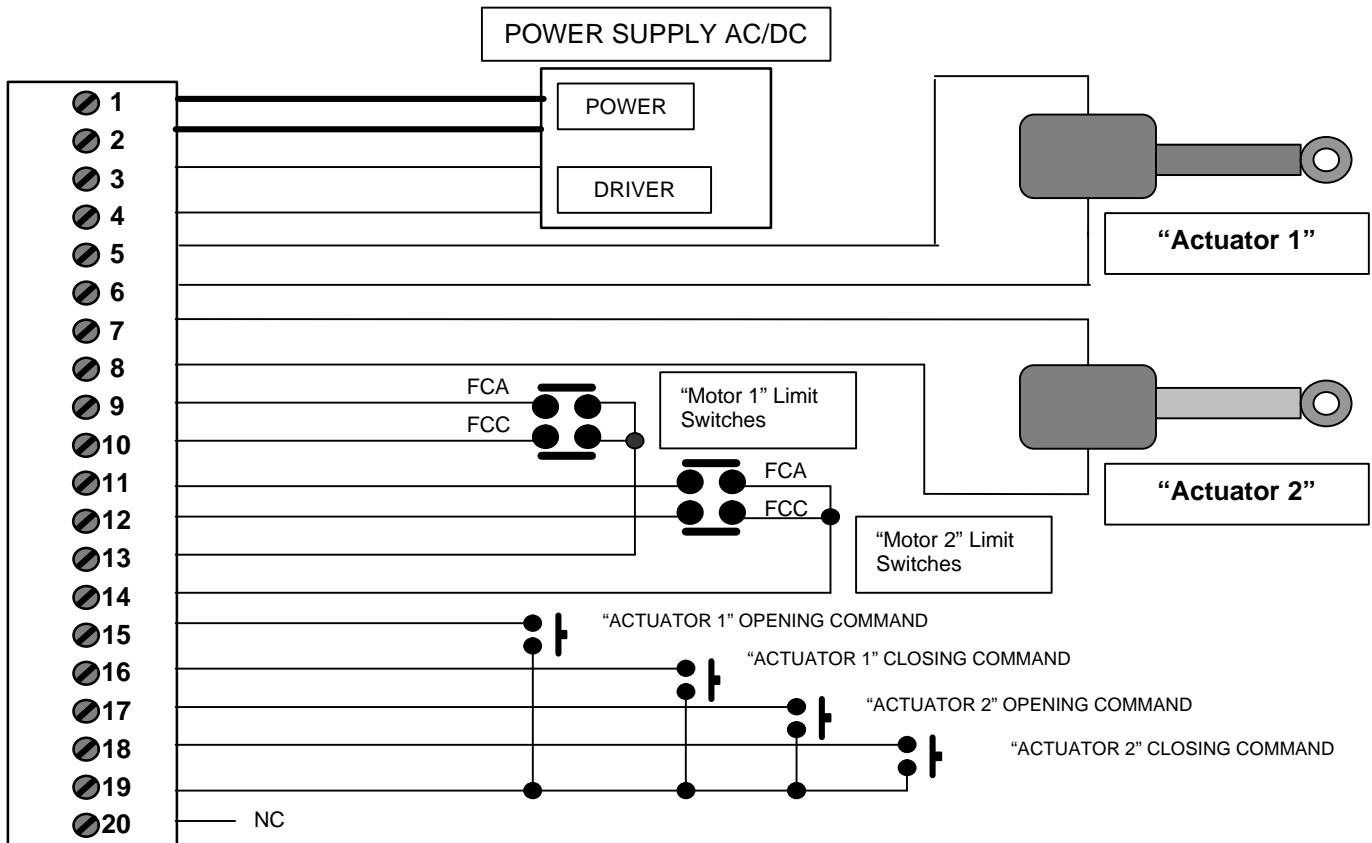 POWER SUPPLY AC/DC
POWER
DRIVER
1
2
3
4
5
6
7
8
9
10
11
12
13
14
15
16
17
18
19
20
“Actuator 1”
“Actuator 2”
FCA
FCC
“Motor 1” Limit
Switches
FCA
FCC
“Motor 2” Limit
Switches
“ACTUATOR 1” OPENING COMMAND
“ACTUATOR 1” CLOSING COMMAND
“ACTUATOR 2” OPENING COMMAND
“ACTUATOR 2” CLOSING COMMAND
NC